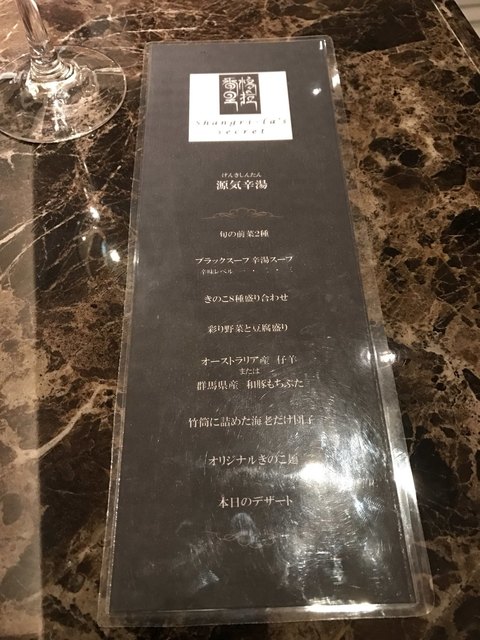 shangri-la's
secret
げんきしんたん
源気辛湯
旬の前菜2種
ブラックスープ 辛湯スープ
辛味レベル
きのこ8種盛り合わせ
彩り野菜と豆腐盛り
オーストラリア産 仔羊
または
群馬県産 和豚もちぶた
竹筒に詰めた海老だけ団子
オリジナルきのこ麺
本日のデザート